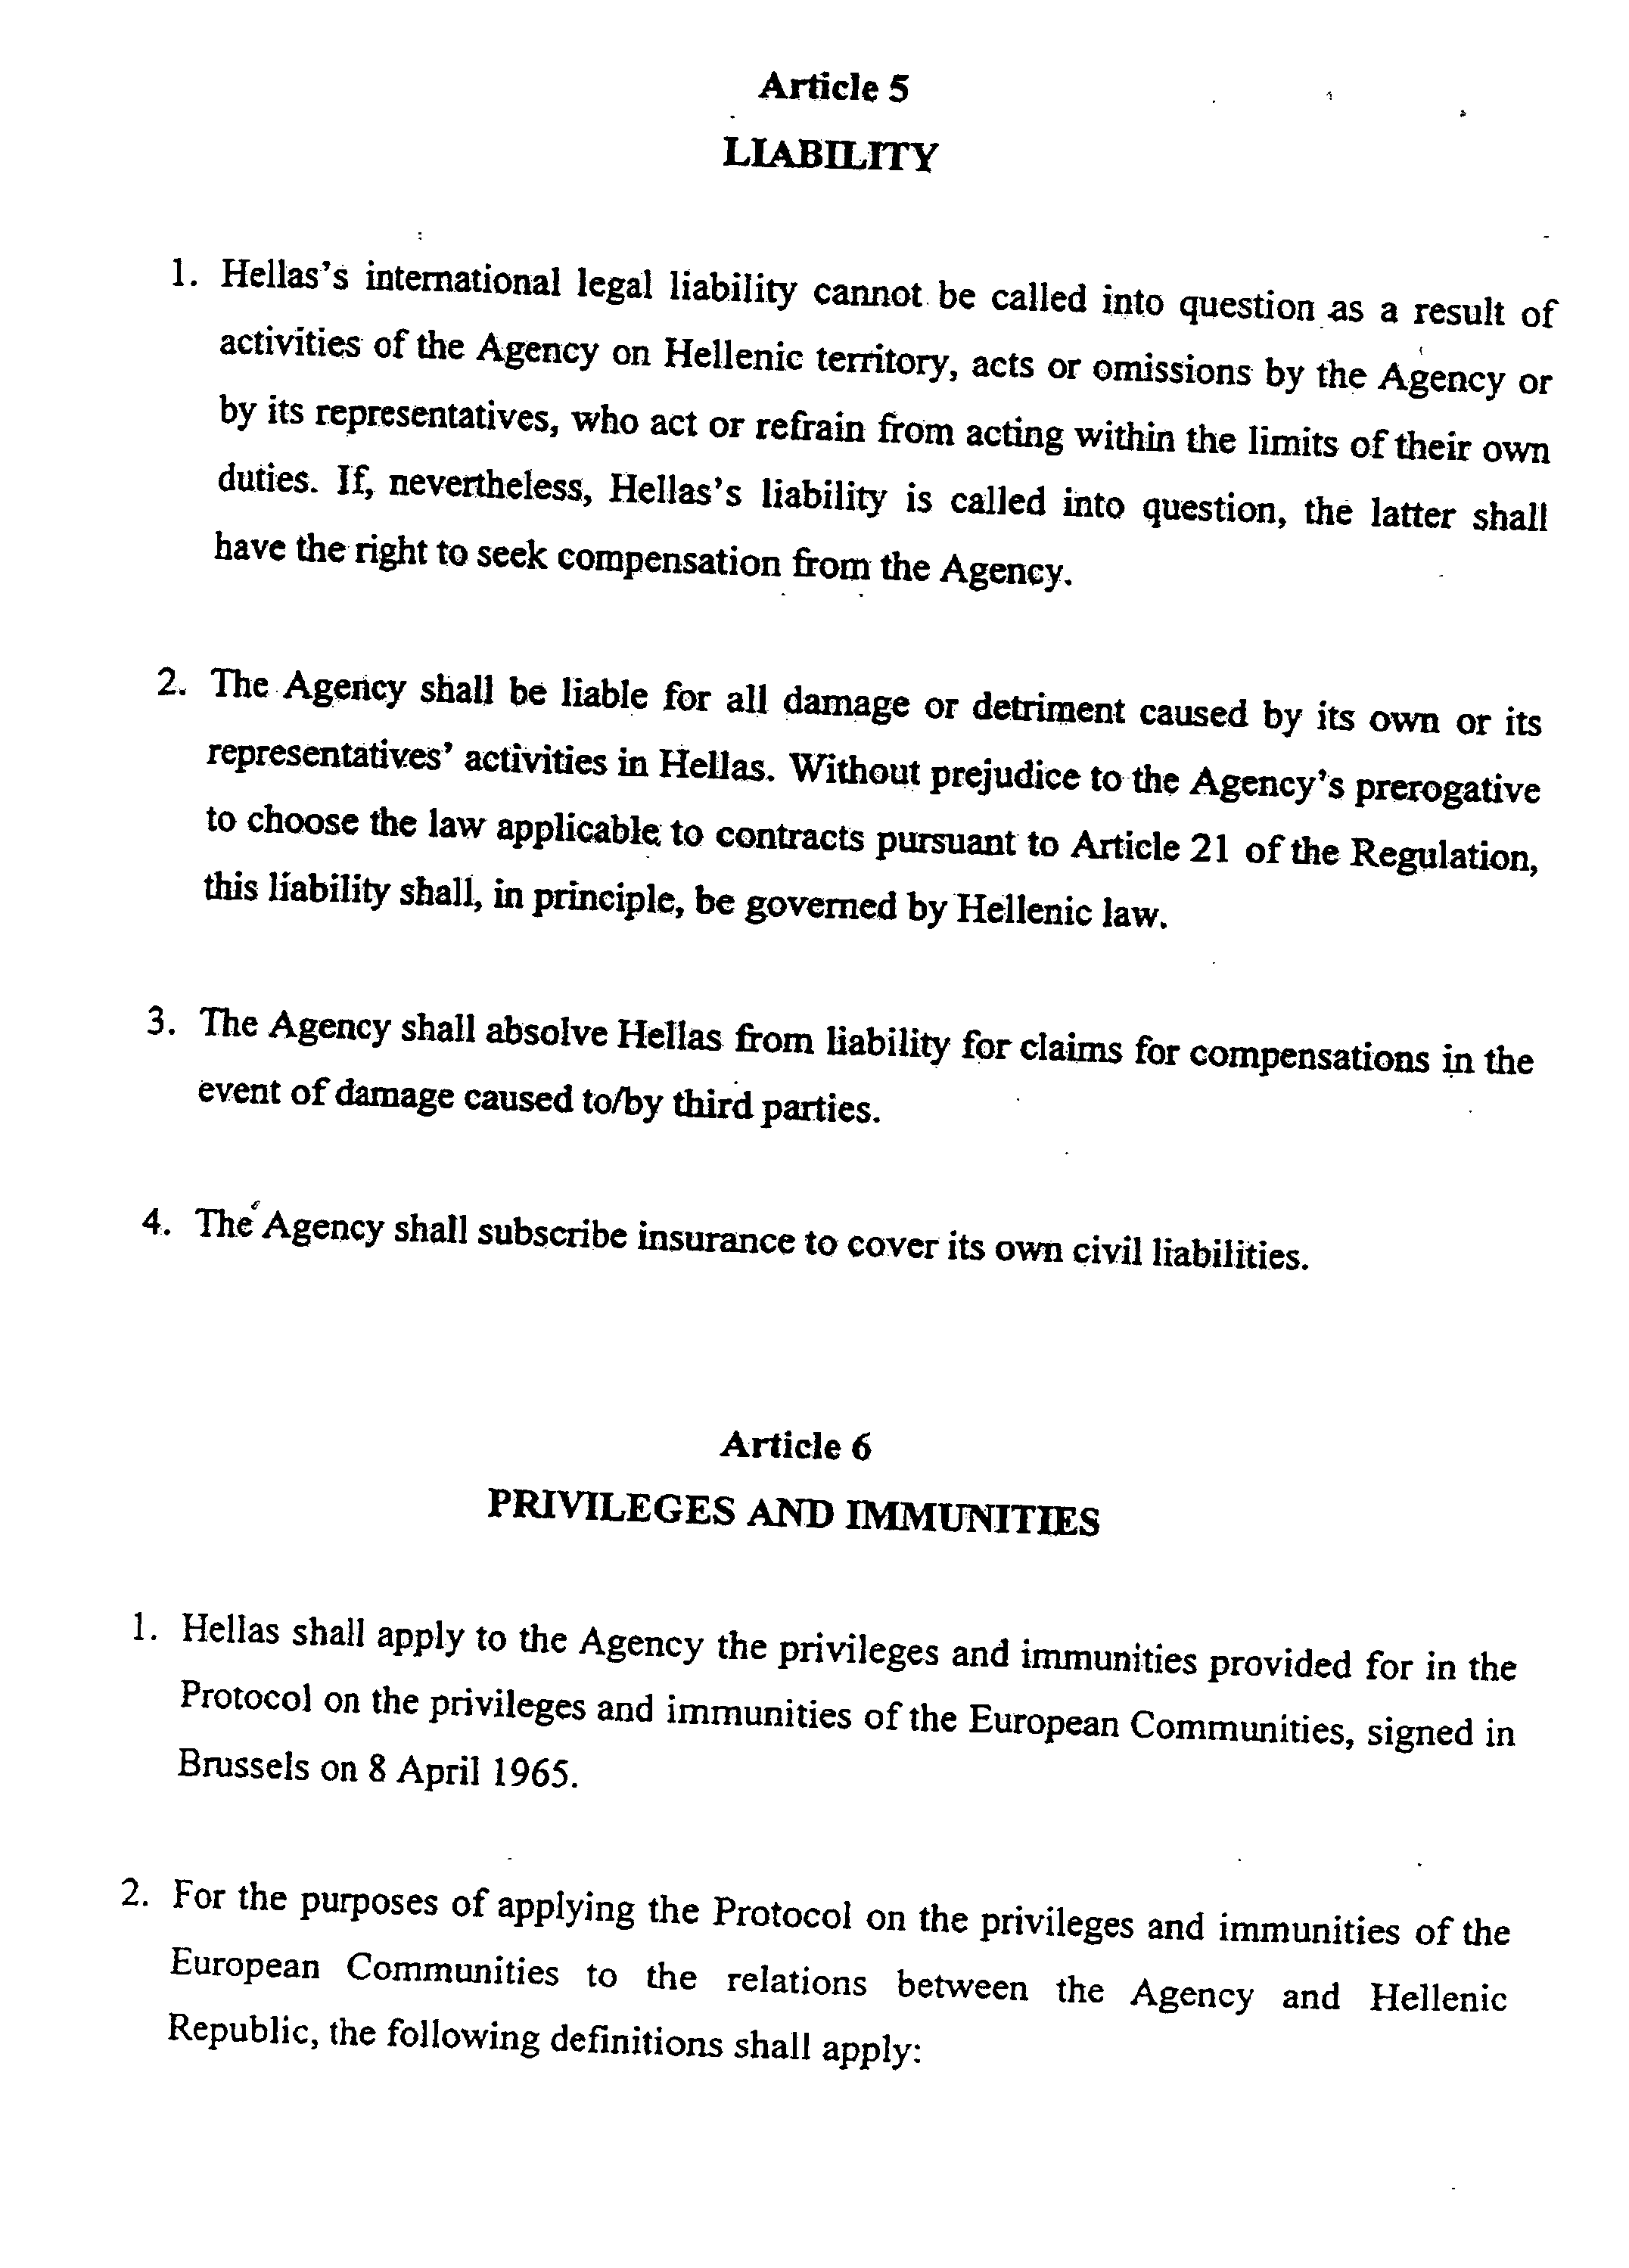 Article 5
LIABILITY
1. Hellas's international legal liability cannot be called into question as a result of
activities of the Agency on Hellenic territory, acts or omissions by the Agency or
by its representatives, who act or refrain from acting within the limits of their own
duties. If, nevertheless, Hellas's liability is called into question, the latter shall
have the right to seek compensation from the Agency.
2. The Agency shall be liable for all damage or detriment caused by its own or its
representatives' activities in Hellas. Without prejudice to the Agency's prerogative
to choose the law applicable to contracts pursuant to Article 21 of the Regulation,
this liability shall, in principle, be governed by Hellenic law.
3. The Agency shall absolve Hellas from liability for claims for compensations in the
event of damage caused to/by third parties.
4. The Agency shall subscribe insurance to cover its own civil liabilities.
Article 6
PRIVILEGES AND IMMUNITIES
1. Hellas shall apply to the Agency the privileges and immunities provided for in the
Protocol on the privileges and immunities of the European Communities, signed in
Brussels on 8 April 1965.
2. For the purposes of applying the Protocol on the privileges and immunities of the
European Communities to the relations between the Agency and Hellenic
Republic, the following definitions shall apply: